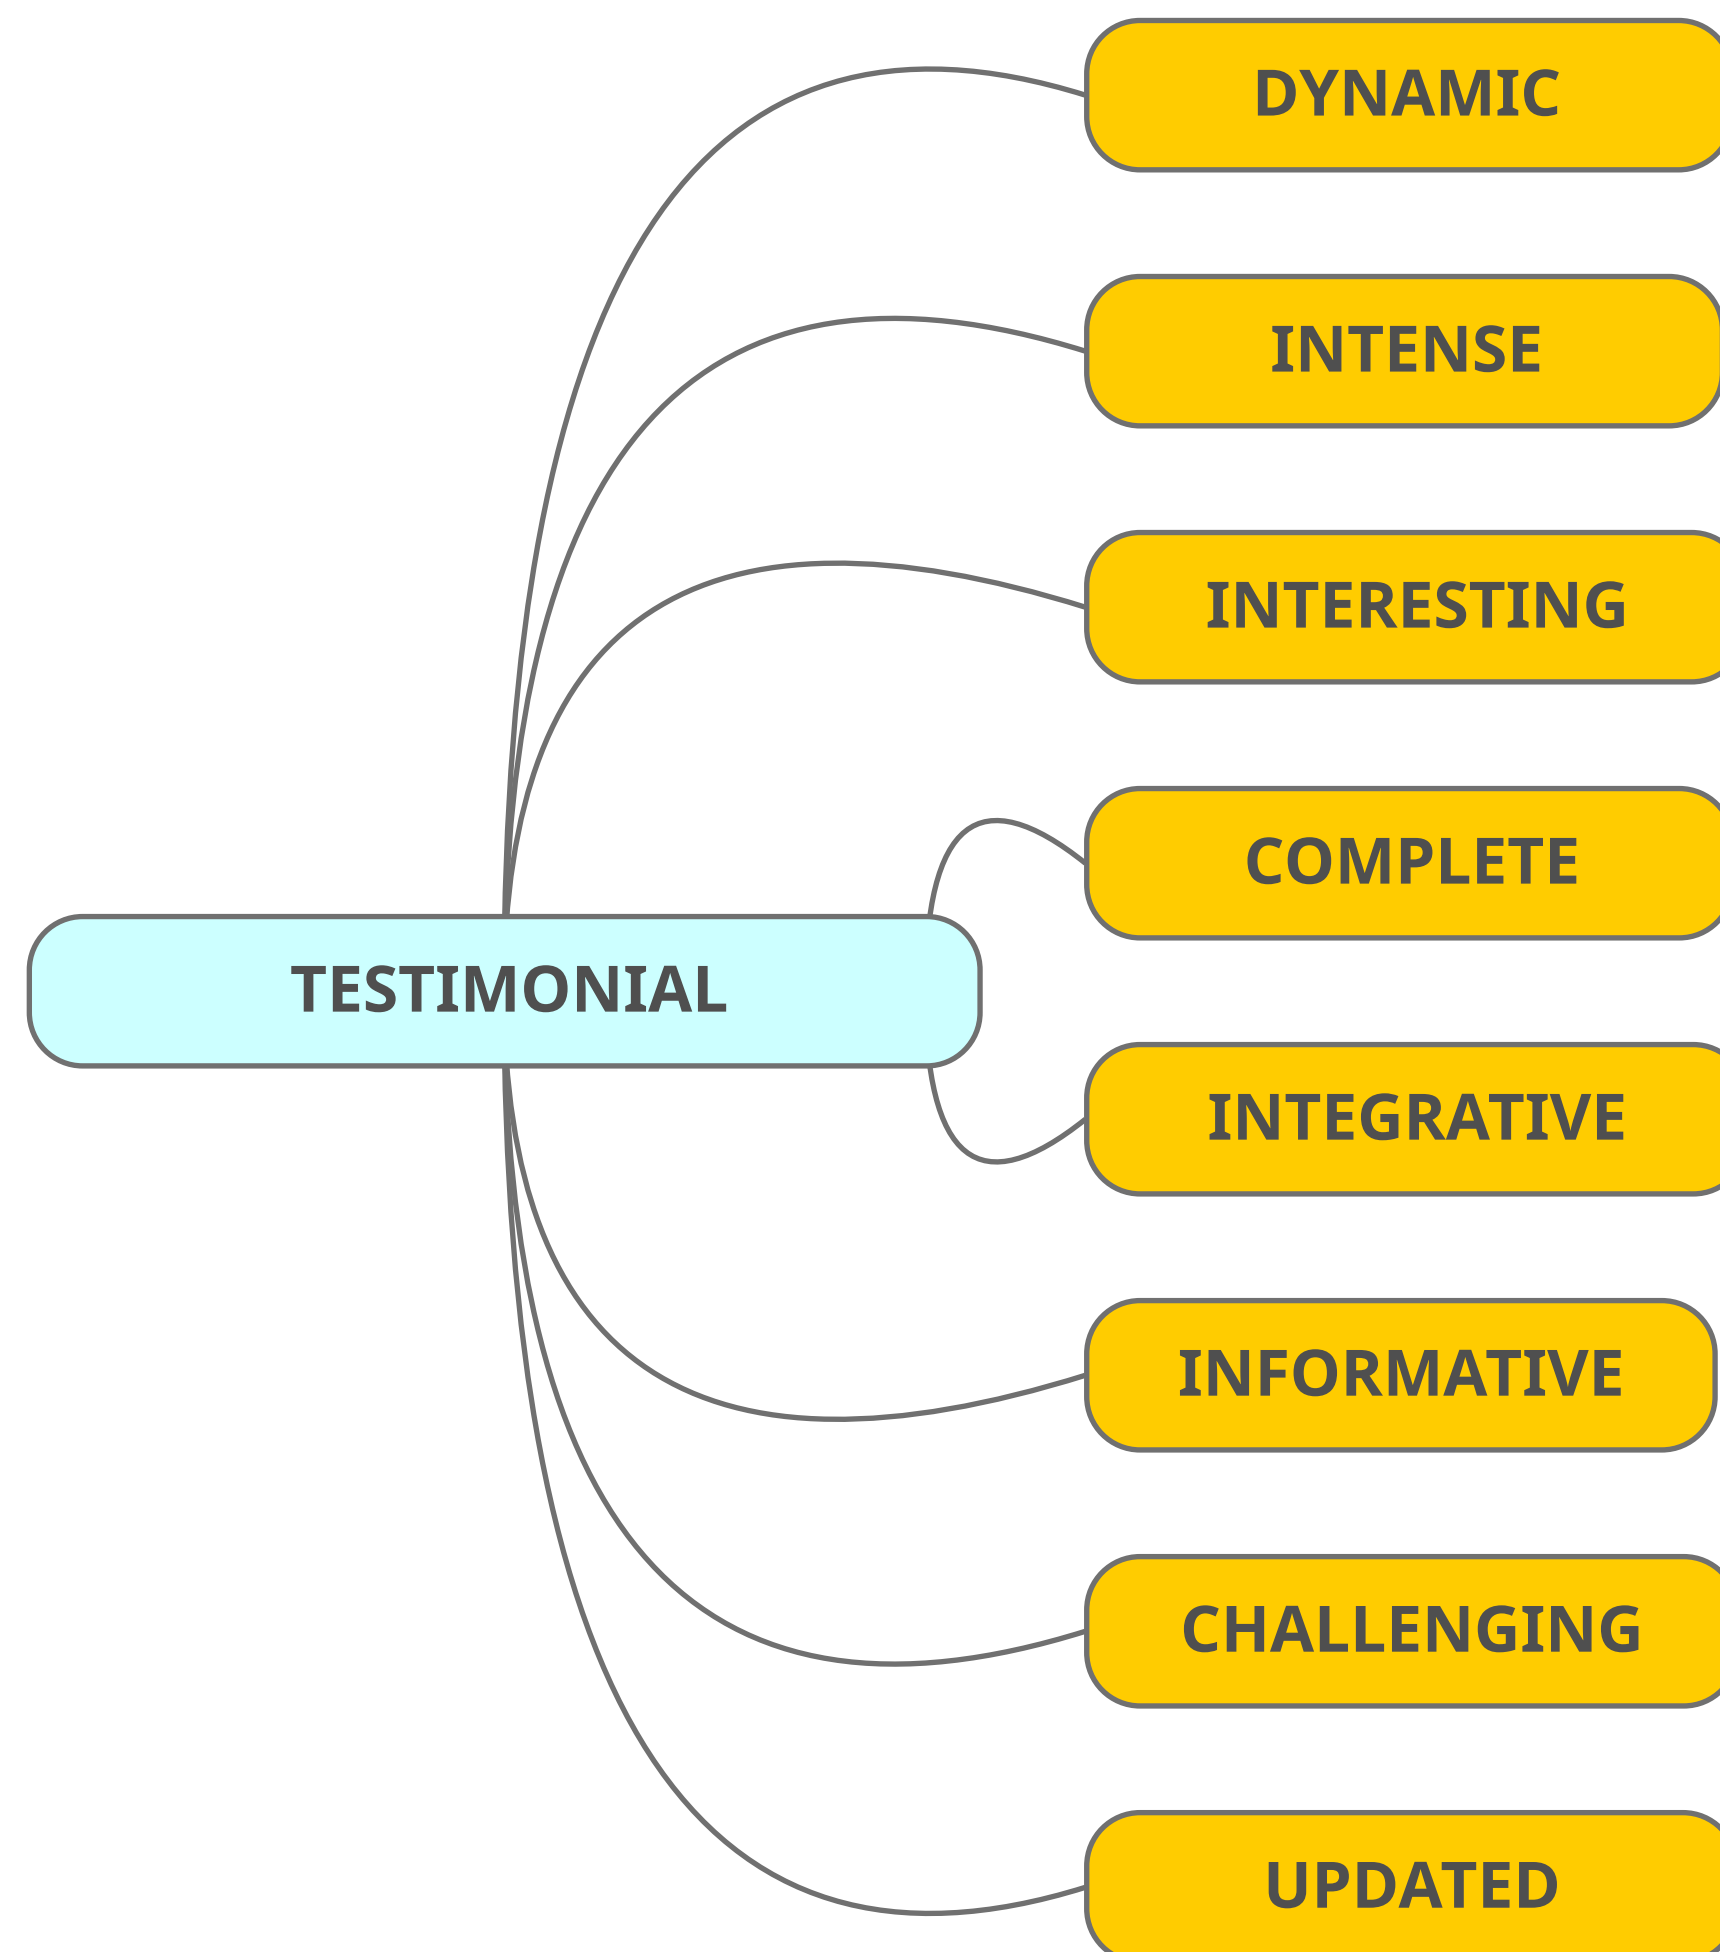 DYNAMIC
INTENSE
INTERESTING
COMPLETE
TESTIMONIAL
INTEGRATIVE
INFORMATIVE
CHALLENGING
UPDATED